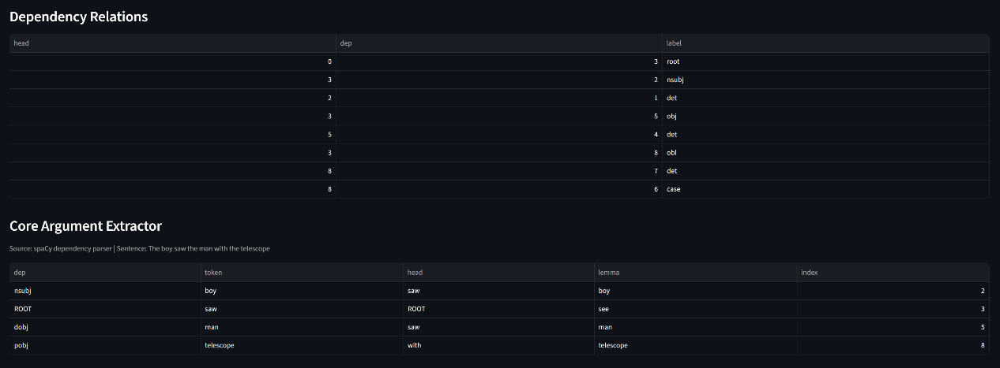 Dependency Relations
head dep label
0 3 root
3 2 nsubj
2 1 det
3 5 obj
5 4 det
3 8 obl
8 7 det
8 6 case
Core Argument Extractor
Source: spaCy dependency parser | Sentence: The boy saw the man with the telescope
dep token head lemma index
nsubj boy saw boy 2
ROOT saw ROOT see 3
dobj man saw man 5
pobj telescope with telescope 8